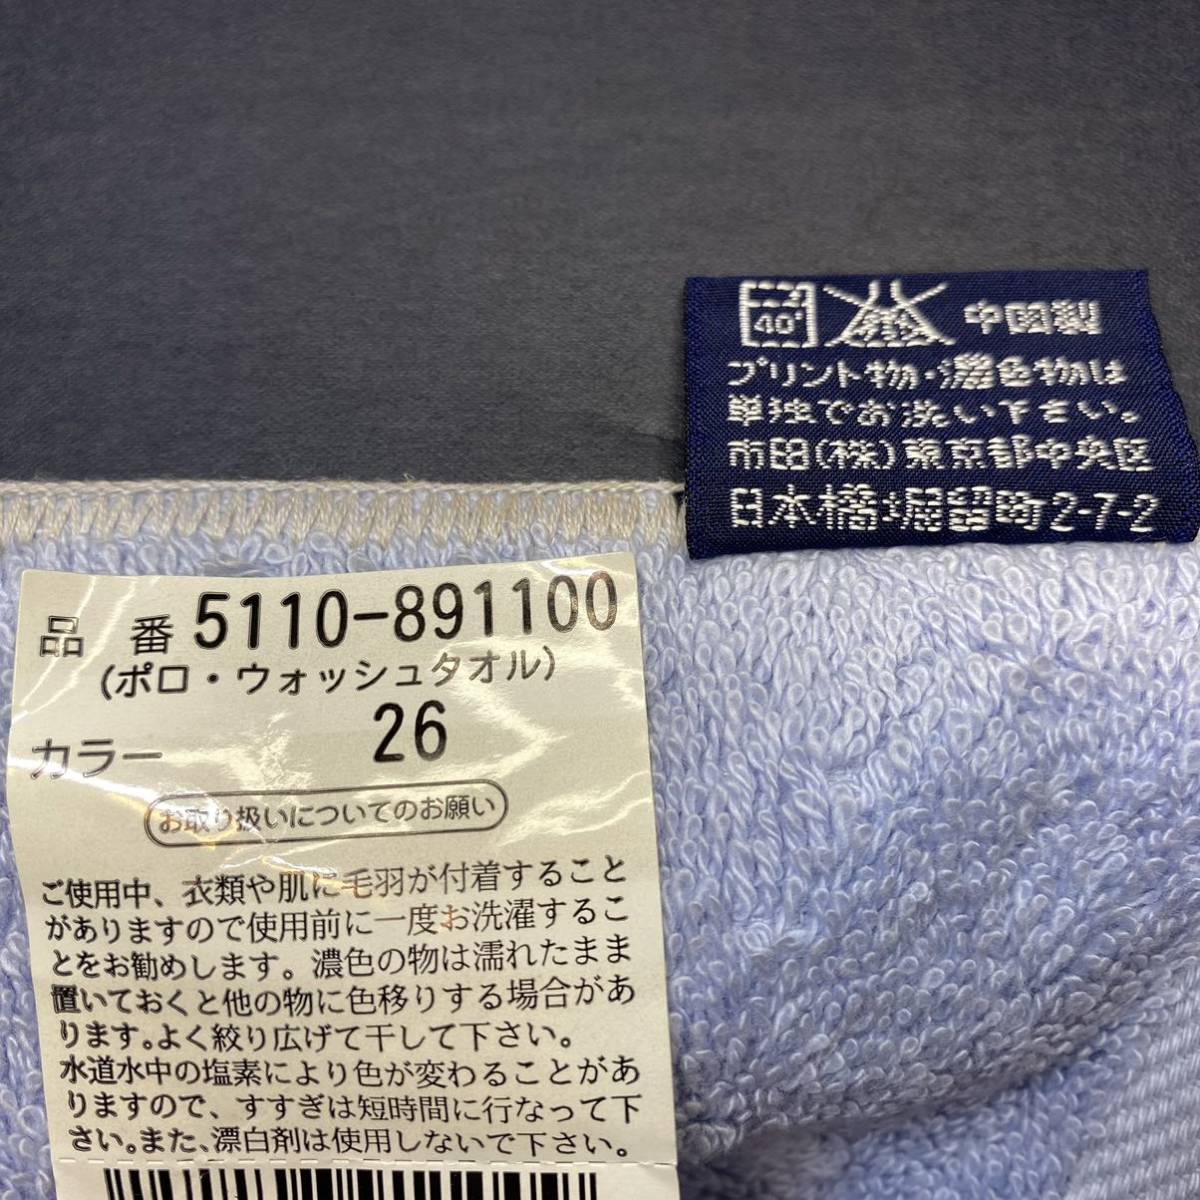 40°
中国製
プリント物・濃色物は
単独でお洗い下さい。
市田(株)東京都中央区
日本橋堀留町2-7-2
品 番 5110-891100
(ポロ・ウォッシュタオル)
カラー 26
お取り扱いについてのお願い
ご使用中、衣類や肌に毛羽が付着すること
がありますので使用前に一度お洗濯するこ
とをお勧めします。濃色の物は濡れたまま
置いておくと他の物に色移りする場合があ
ります。よく絞り広げて干して下さい。
水道水中の塩素により色が変わることがあ
りますので、すすぎは短時間に行なって下
さい。また、漂白剤は使用しないで下さい。